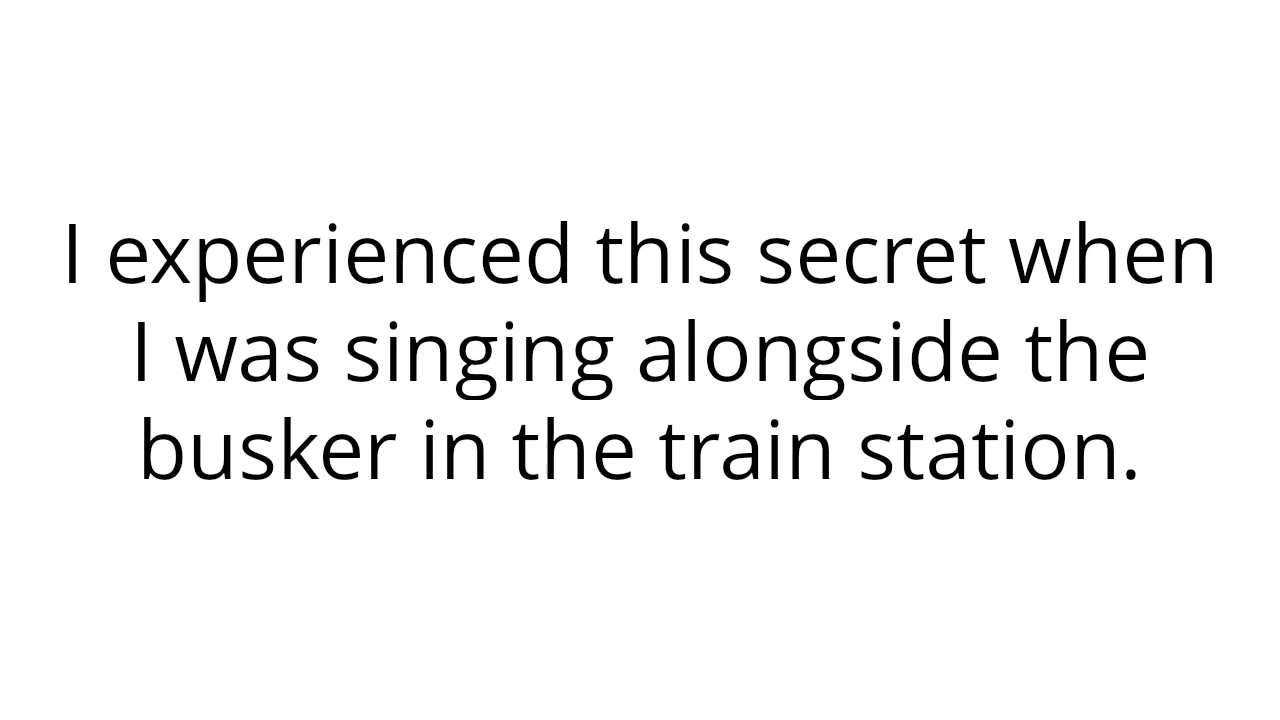 I experienced this secret when
I was singing alongside the
busker in the train station.